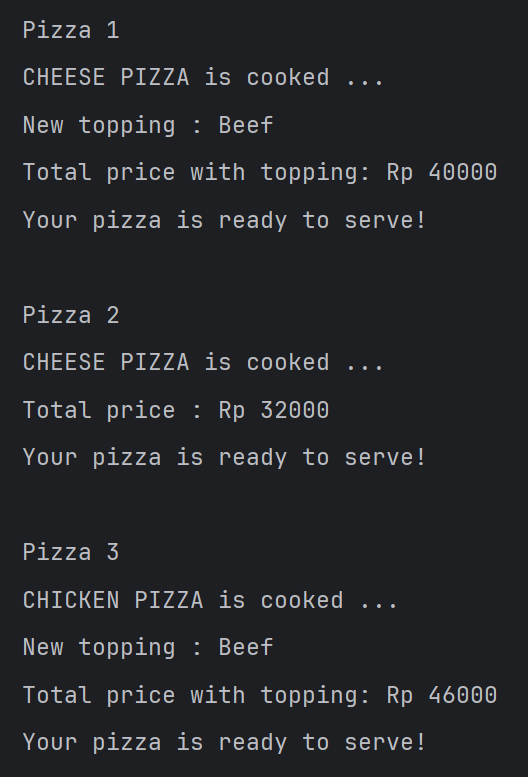 Pizza 1
CHEESE PIZZA is cooked ...
New topping : Beef
Total price with topping: Rp 40000
Your pizza is ready to serve!
Pizza 2
CHEESE PIZZA is cooked ...
Total price : Rp 32000
Your pizza is ready to serve!
Pizza 3
CHICKEN PIZZA is cooked ...
New topping : Beef
Total price with topping: Rp 46000
Your pizza is ready to serve!